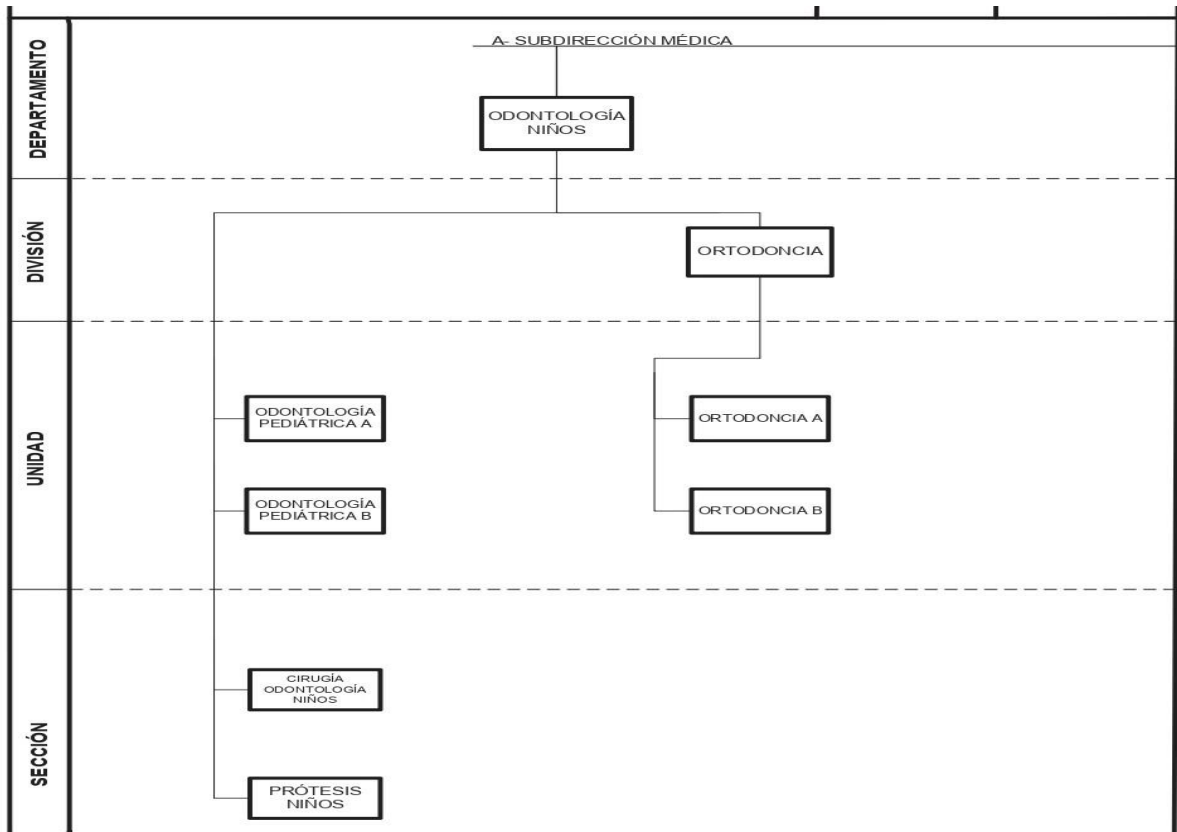 DEPARTAMENTO
A- SUBDIRECCIÓN MÉDICA
ODONTOLOGÍA
NIÑOS
DIVISIÓN
ORTODONCIA
UNIDAD
ODONTOLOGÍA
PEDIÁTRICA A
ORTODONCIA A
ODONTOLOGÍA
PEDIÁTRICA B
ORTODONCIA B
SECCIÓN
CIRUGÍA
ODONTOLOGÍA
NIÑOS
PRÓTESIS
NIÑOS